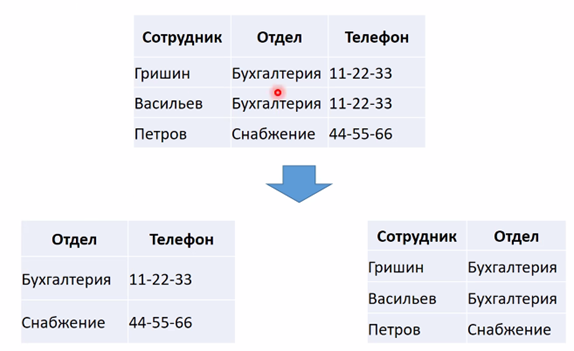 Сотрудник Отдел Телефон
Гришин Бухгалтерия 11-22-33
Васильев Бухгалтерия 11-22-33
Петров Снабжение 44-55-66
Отдел Телефон
Бухгалтерия 11-22-33
Снабжение 44-55-66
Сотрудник Отдел
Гришин Бухгалтерия
Васильев Бухгалтерия
Петров Снабжение